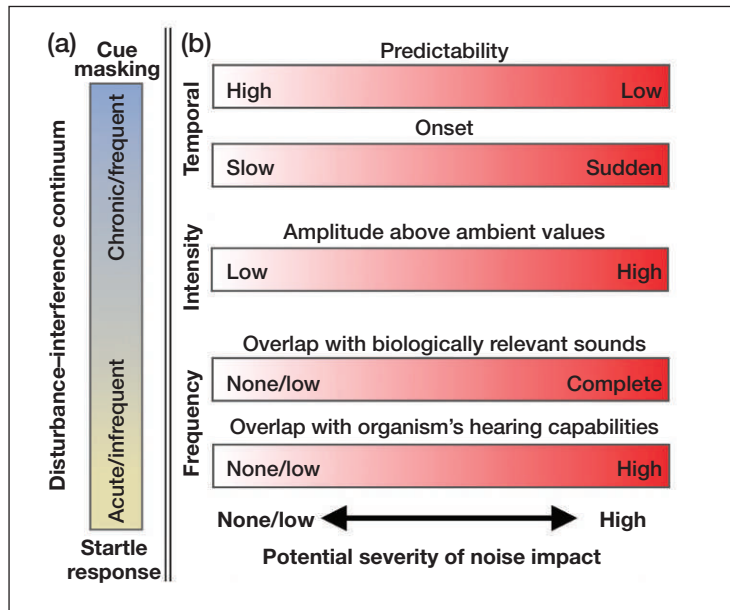 (a)
Cue
masking
Disturbance–interference continuum
Chronic/frequent
Acute/infrequent
Startle
response
(b)
Temporal
Predictability
High Low
Onset
Slow Sudden
Intensity
Amplitude above ambient values
Low High
Frequency
Overlap with biologically relevant sounds
None/low Complete
Overlap with organism's hearing capabilities
None/low High
None/low High
Potential severity of noise impact